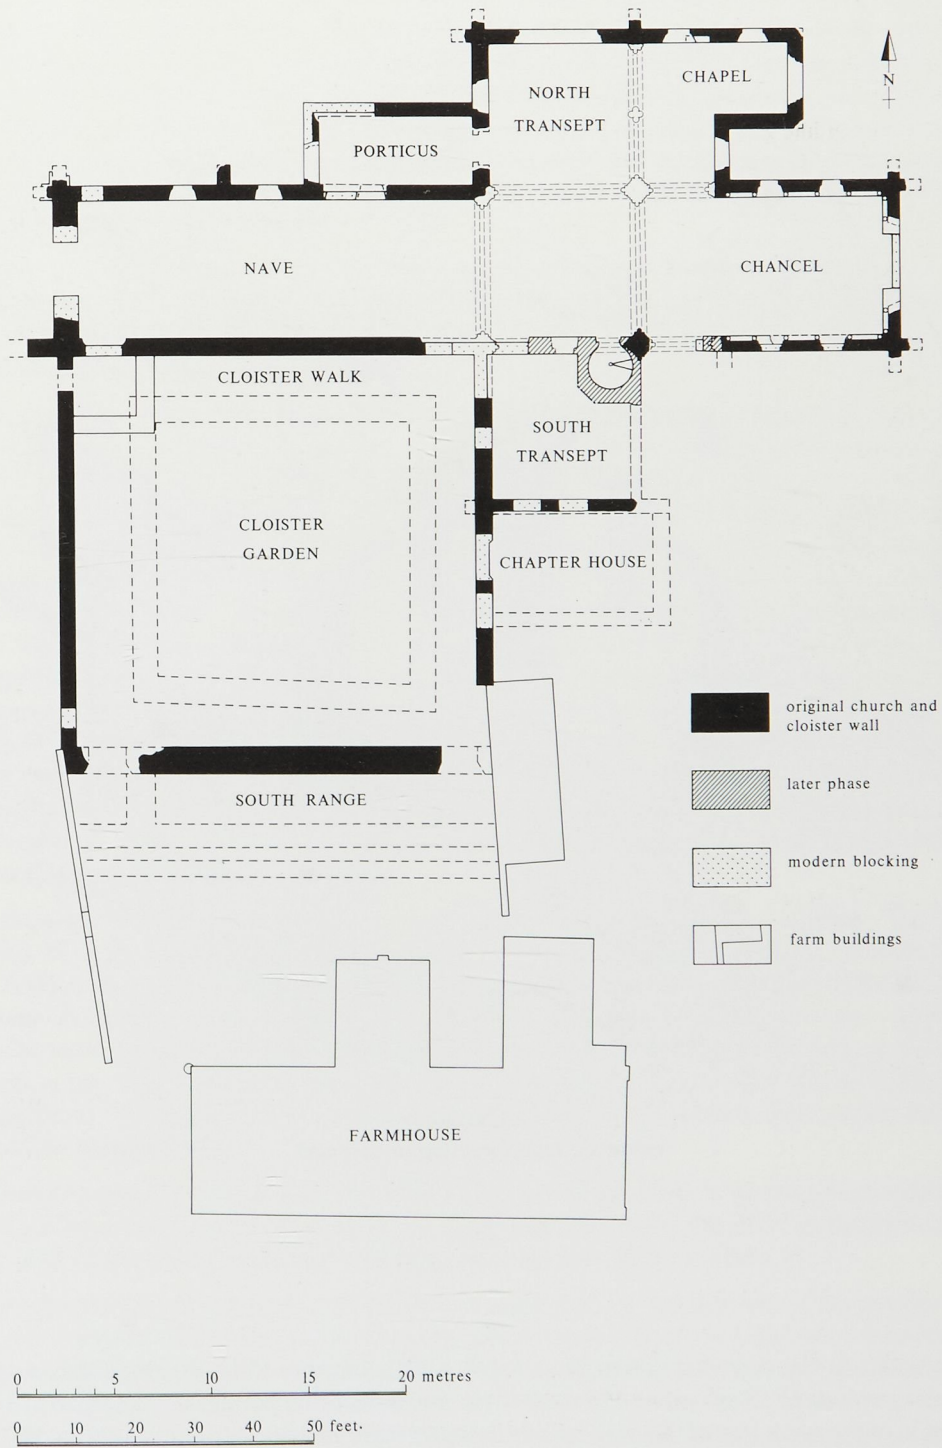 N
NORTH
TRANSEPT
CHAPEL
PORTICUS
NAVE
CHANCEL
CLOISTER WALK
SOUTH
TRANSEPT
CLOISTER
GARDEN
CHAPTER HOUSE
original church and
cloister wall
later phase
SOUTH RANGE
modern blocking
farm buildings
FARMHOUSE
0 5 10 15 20 metres
0 10 20 30 40 50 feet.